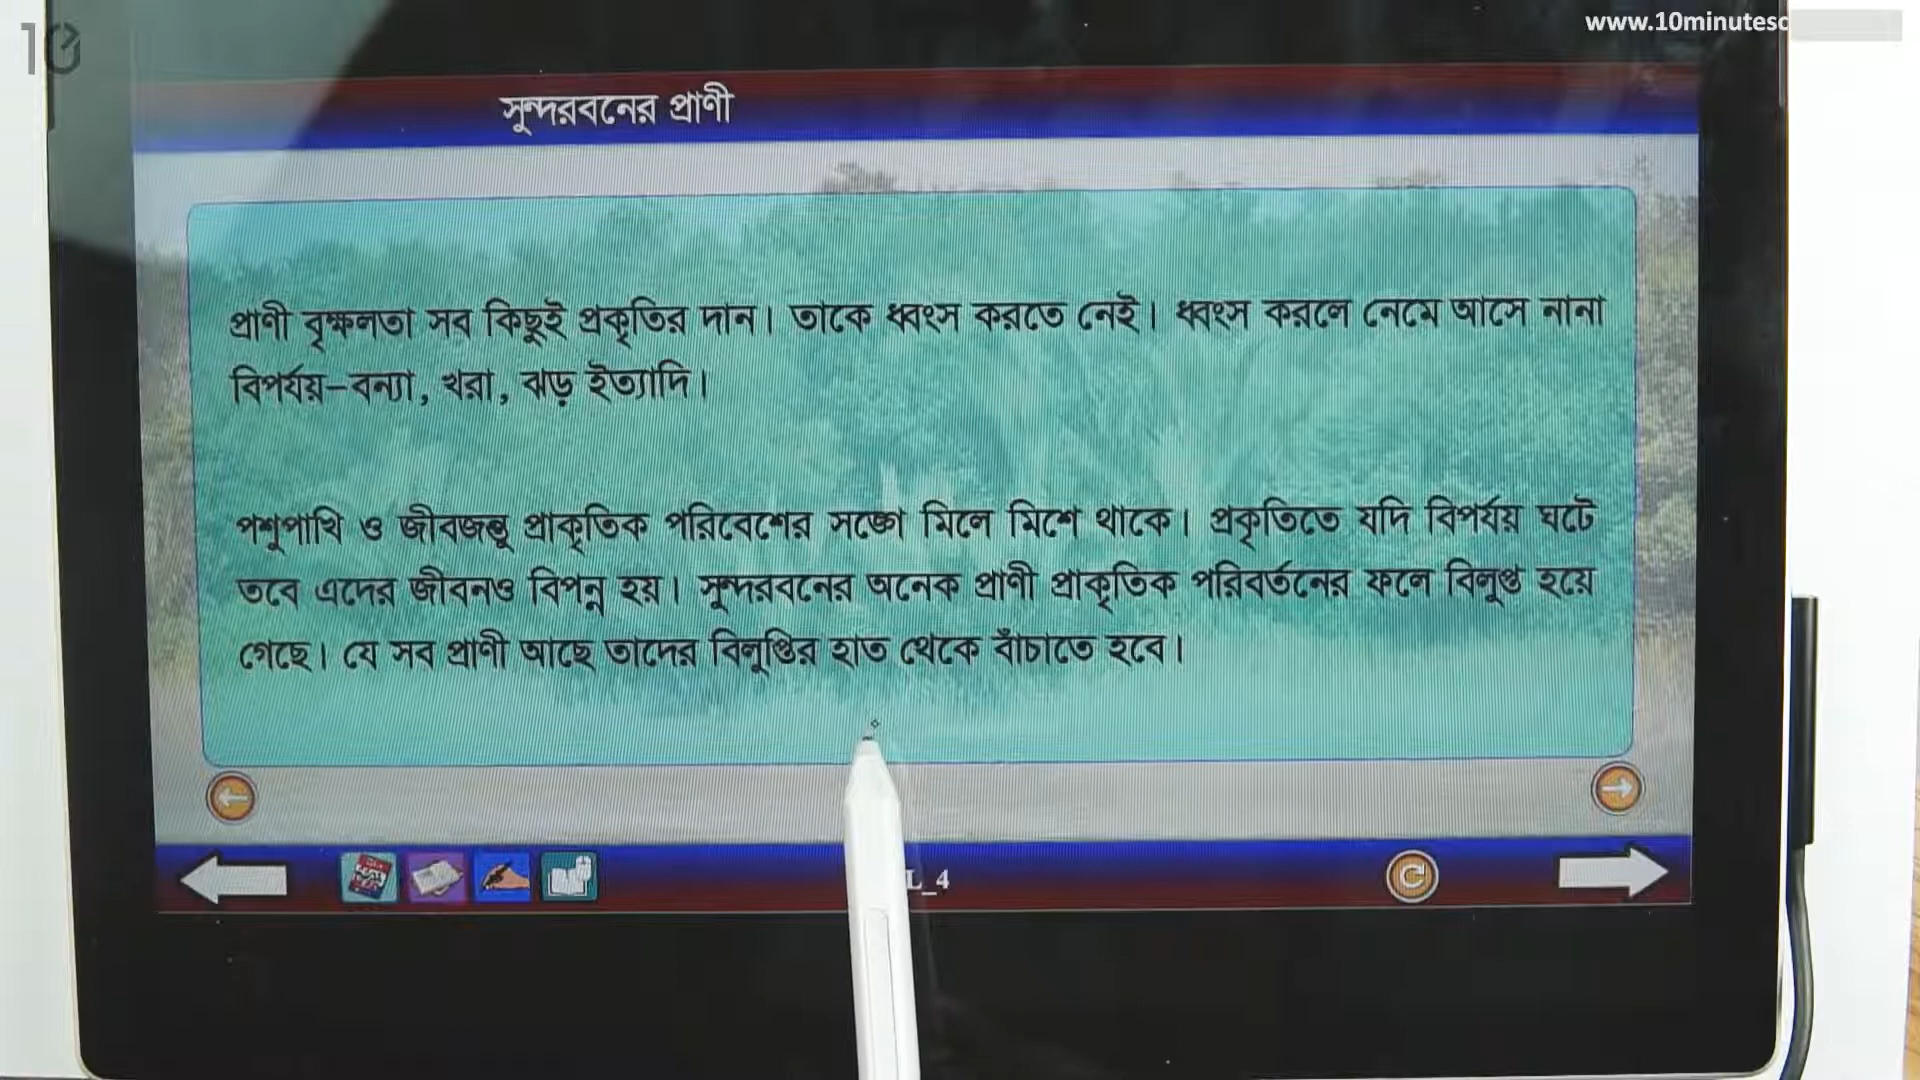 10
www.10minutesc
সুন্দরবনের প্রাণী
প্রাণী বৃক্ষলতা সব কিছুই প্রকৃতির দান। তাকে ধ্বংস করতে নেই। ধ্বংস করলে নেমে আসে নানা
বিপর্যয়–বন্যা, খরা, ঝড় ইত্যাদি।
পশুপাখি ও জীবজন্তু প্রাকৃতিক পরিবেশের সঙ্গে মিলে মিশে থাকে। প্রকৃতিতে যদি বিপর্যয় ঘটে
তবে এদের জীবনও বিপন্ন হয়। সুন্দরবনের অনেক প্রাণী প্রাকৃতিক পরিবর্তনের ফলে বিলুপ্ত হয়ে
গেছে। যে সব প্রাণী আছে তাদের বিলুপ্তির হাত থেকে বাঁচাতে হবে।
L_4